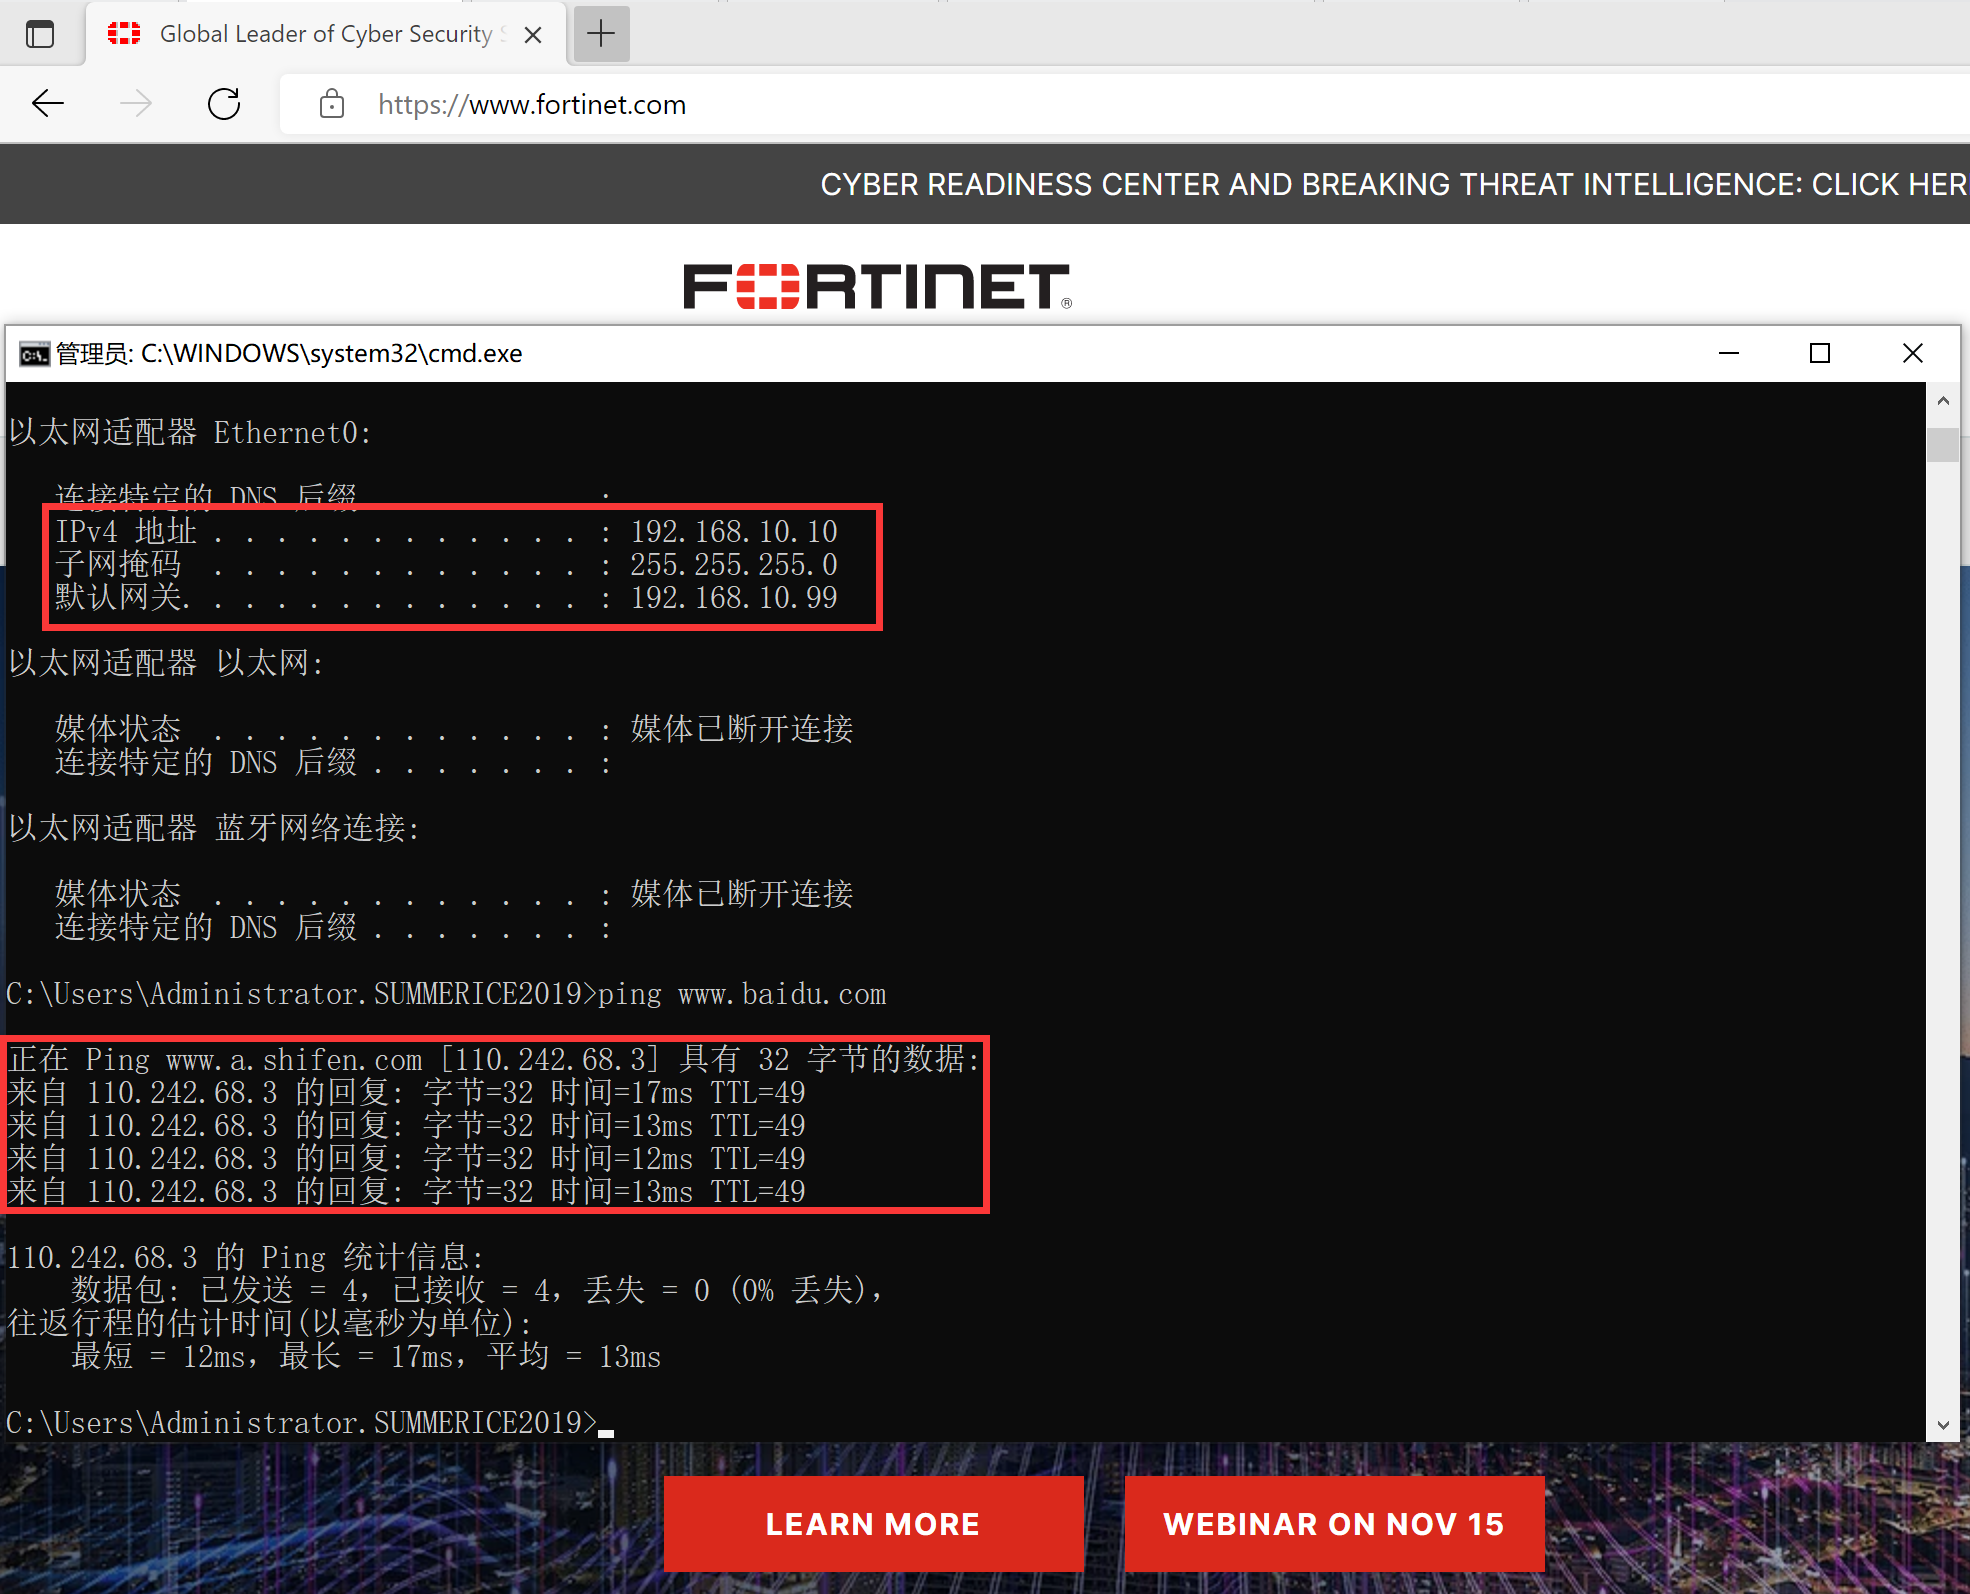 Global Leader of Cyber Security
https://www.fortinet.com
CYBER READINESS CENTER AND BREAKING THREAT INTELLIGENCE: CLICK HER
FORTINET®
管理员: C:\WINDOWS\system32\cmd.exe
以太网适配器 Ethernet0:
连接特定的 DNS 后缀 :
IPv4 地址 . . . . . . . . . . . . : 192.168.10.10
子网掩码 . . . . . . . . . . . . : 255.255.255.0
默认网关. . . . . . . . . . . . . : 192.168.10.99
以太网适配器 以太网:
媒体状态 . . . . . . . . . . . . : 媒体已断开连接
连接特定的 DNS 后缀 . . . . . . . :
以太网适配器 蓝牙网络连接:
媒体状态 . . . . . . . . . . . . : 媒体已断开连接
连接特定的 DNS 后缀 . . . . . . . :
C:\Users\Administrator.SUMMERICE2019>ping www.baidu.com
正在 Ping www.a.shifen.com [110.242.68.3] 具有 32 字节的数据:
来自 110.242.68.3 的回复: 字节=32 时间=17ms TTL=49
来自 110.242.68.3 的回复: 字节=32 时间=13ms TTL=49
来自 110.242.68.3 的回复: 字节=32 时间=12ms TTL=49
来自 110.242.68.3 的回复: 字节=32 时间=13ms TTL=49
110.242.68.3 的 Ping 统计信息:
数据包: 已发送 = 4，已接收 = 4，丢失 = 0 (0% 丢失)，
往返行程的估计时间(以毫秒为单位):
最短 = 12ms，最长 = 17ms，平均 = 13ms
C:\Users\Administrator.SUMMERICE2019>
LEARN MORE
WEBINAR ON NOV 15